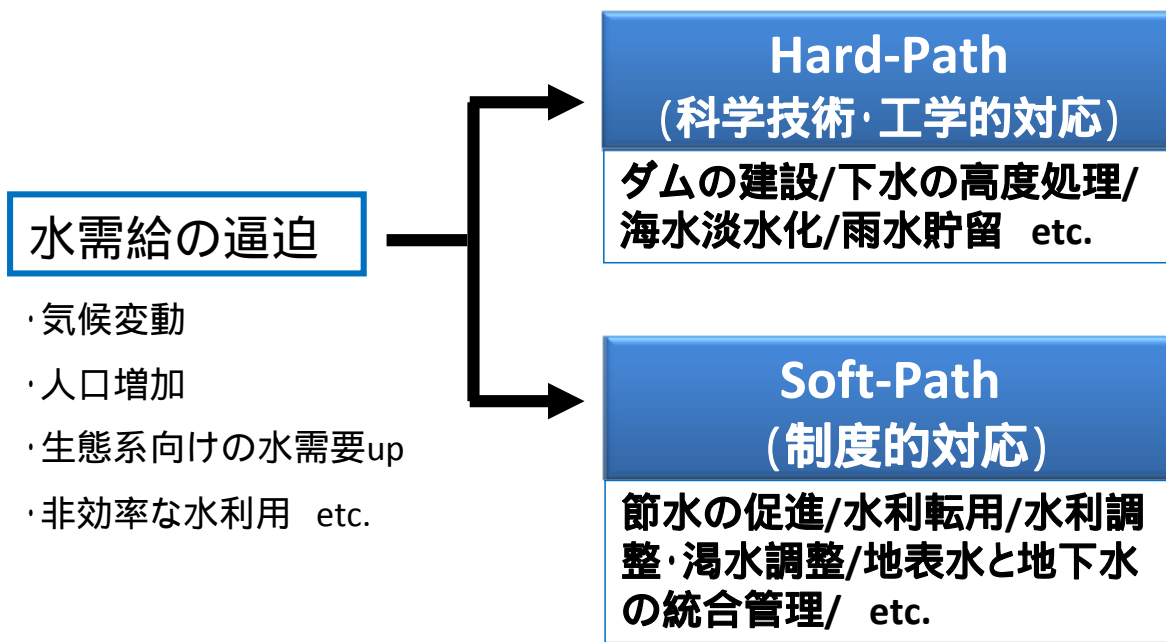 水需給の逼迫
·気候変動
·人口増加
·生態系向けの水需要up
·非効率な水利用 etc.
Hard-Path
(科学技術·工学的対応)
ダムの建設/下水の高度処理/
海水淡水化/雨水貯留 etc.
Soft-Path
(制度的対応)
節水の促進/水利転用/水利調
整·渇水調整/地表水と地下水
の統合管理/ etc.